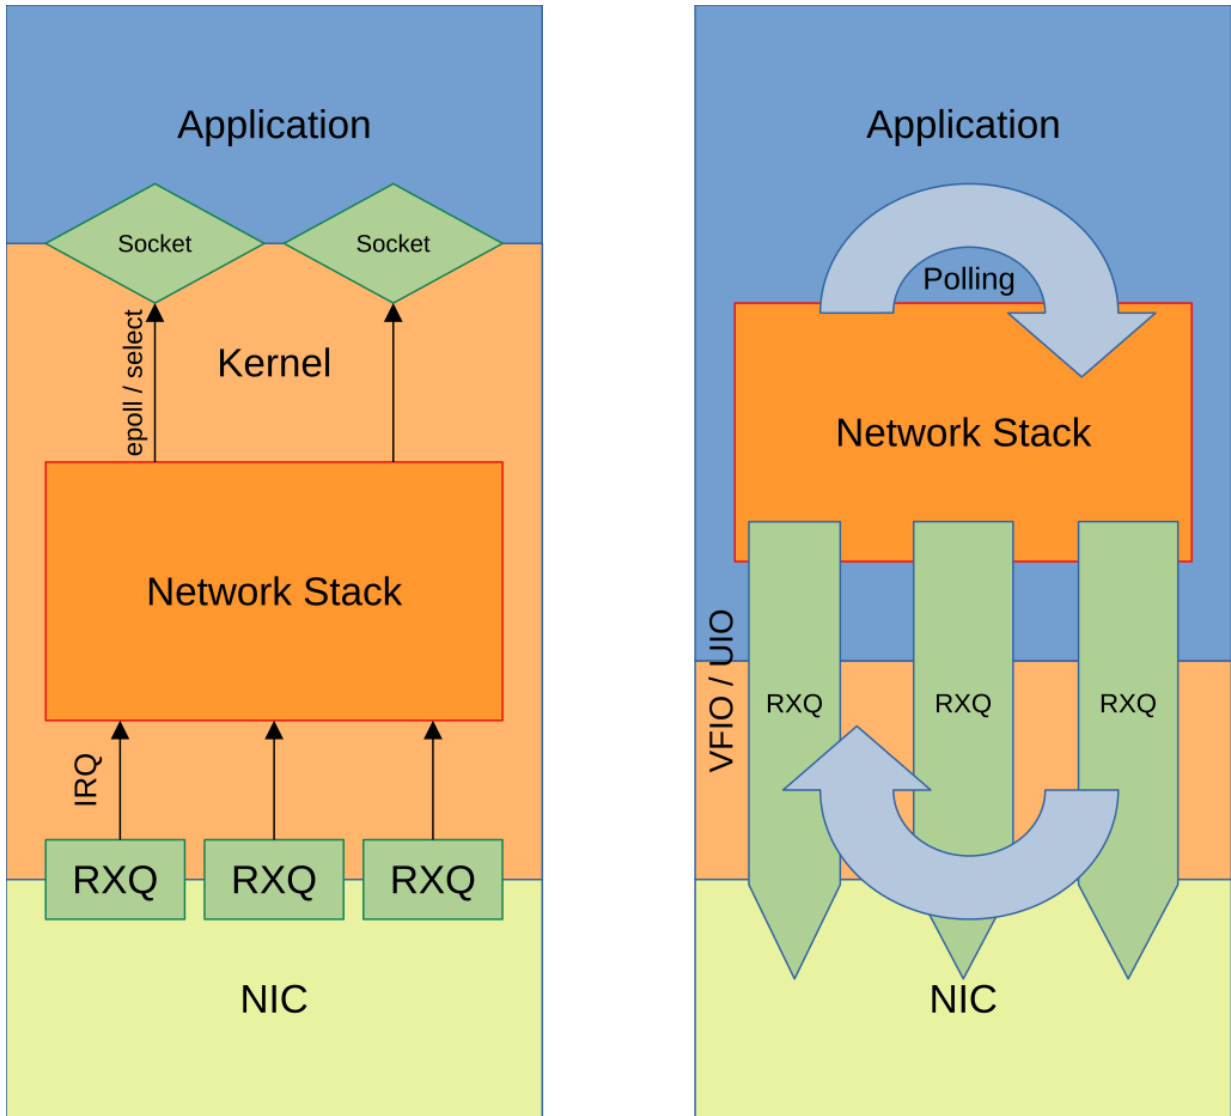 Application
Socket
Socket
epoll / select
Kernel
Network Stack
IRQ
RXQ
RXQ
RXQ
NIC
Application
Polling
Network Stack
VFIO / UIO
RXQ
RXQ
RXQ
NIC